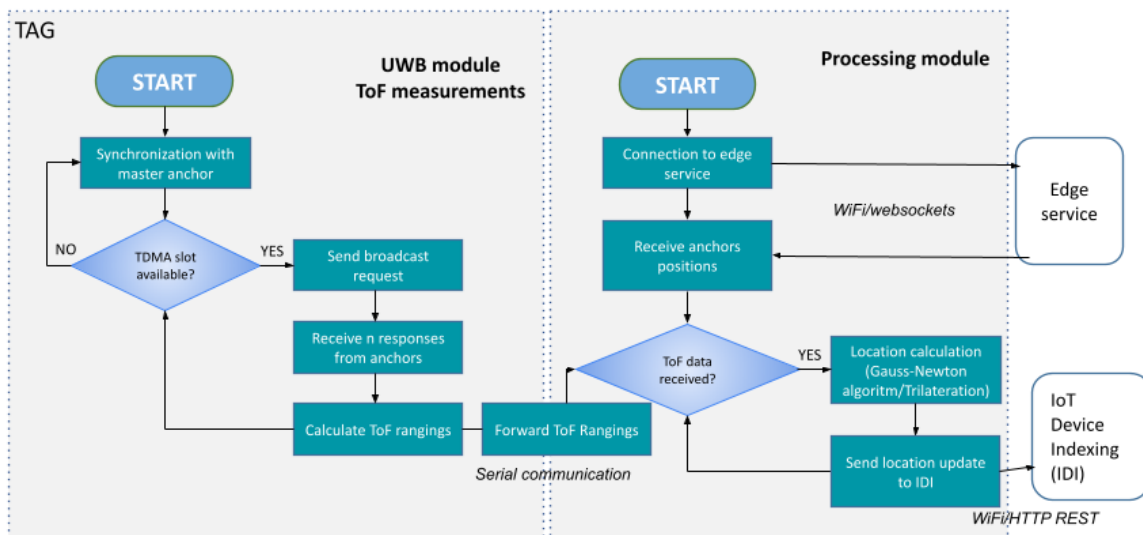 TAG
UWB module
ToF measurements
START
Synchronization with
master anchor
NO
TDMA slot
available?
YES
Send broadcast
request
Receive n responses
from anchors
Calculate ToF rangings
Forward ToF Rangings
Serial communication
Processing module
START
Connection to edge
service
WiFi/websockets
Edge
service
Receive anchors
positions
ToF data
received?
YES
Location calculation
(Gauss-Newton
algoritm/Trilateration)
Send location update
to IDI
IoT
Device
Indexing
(IDI)
WiFi/HTTP REST